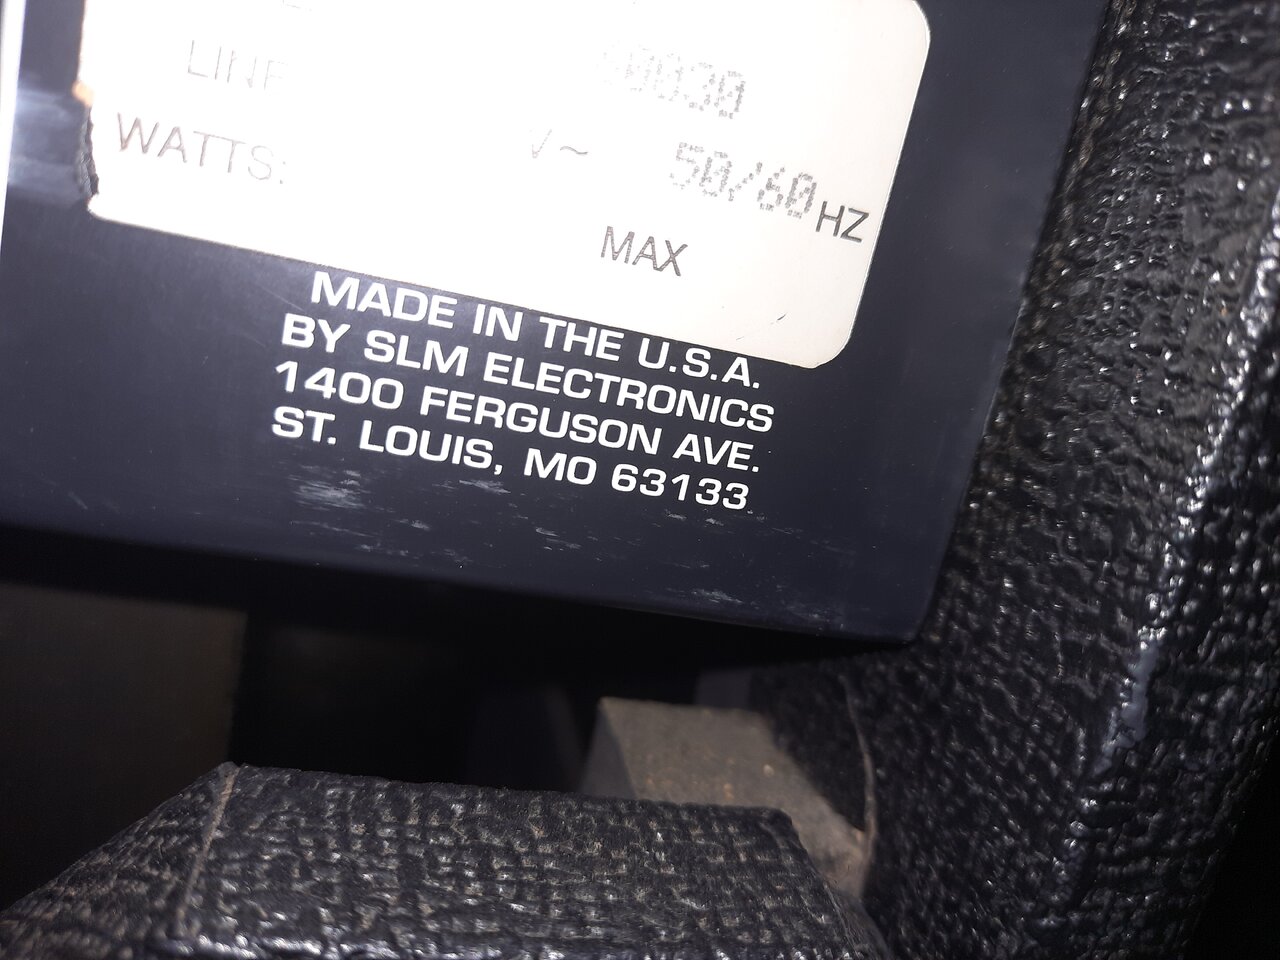 LINE
WATTS:
V~ 50/60 HZ
MAX
MADE IN THE U.S.A.
BY SLM ELECTRONICS
1400 FERGUSON AVE.
ST. LOUIS, MO 63133